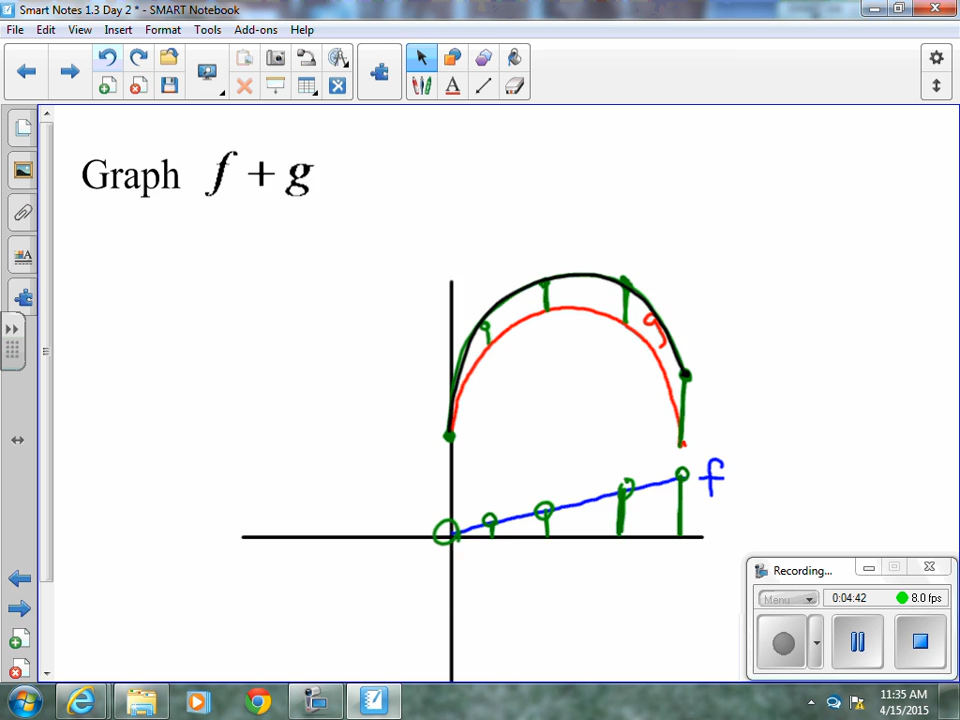 Smart Notes 1.3 Day 2 * - SMART Notebook
File Edit View Insert Format Tools Add-ons Help
Graph f + g
g
f
Recording...
Menu 0:04:42 8.0 fps
11:35 AM
4/15/2015